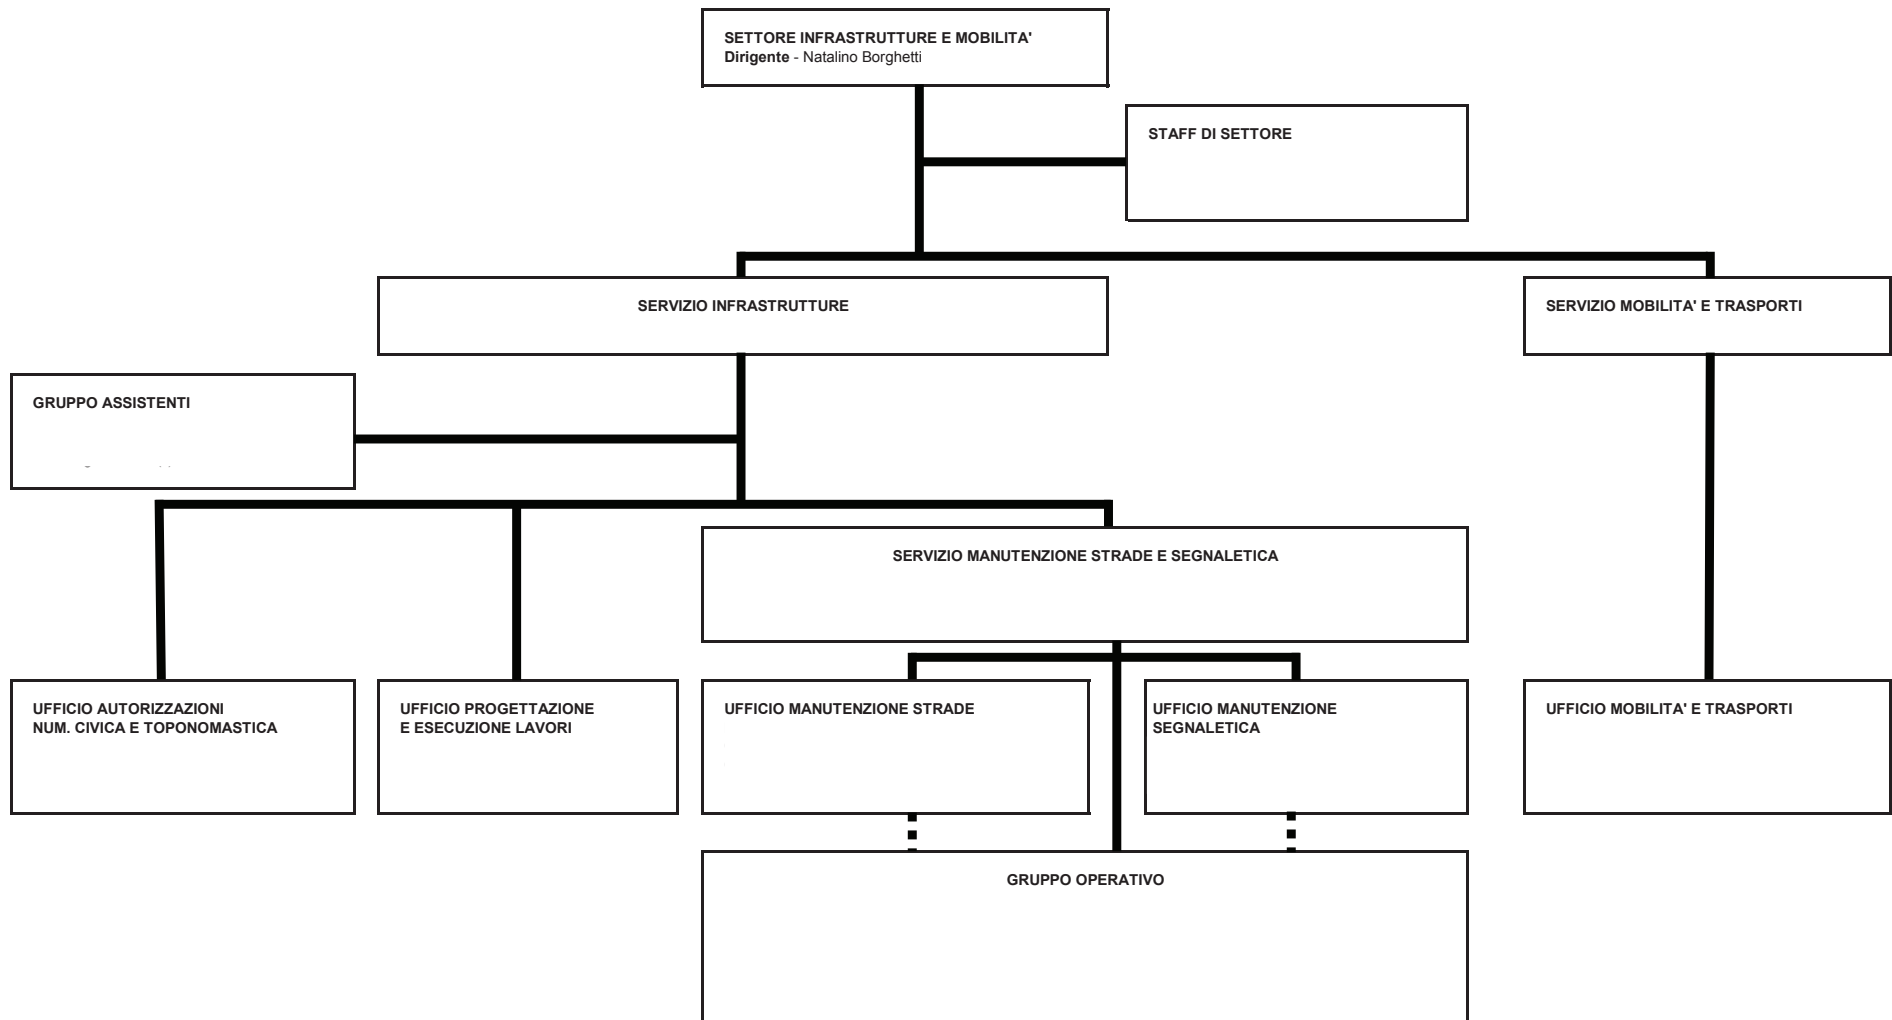 SETTORE INFRASTRUTTURE E MOBILITA'
Dirigente - Natalino Borghetti
STAFF DI SETTORE
SERVIZIO INFRASTRUTTURE
SERVIZIO MOBILITA' E TRASPORTI
GRUPPO ASSISTENTI
SERVIZIO MANUTENZIONE STRADE E SEGNALETICA
UFFICIO AUTORIZZAZIONI
NUM. CIVICA E TOPONOMASTICA
UFFICIO PROGETTAZIONE
E ESECUZIONE LAVORI
UFFICIO MANUTENZIONE STRADE
UFFICIO MANUTENZIONE
SEGNALETICA
UFFICIO MOBILITA' E TRASPORTI
GRUPPO OPERATIVO